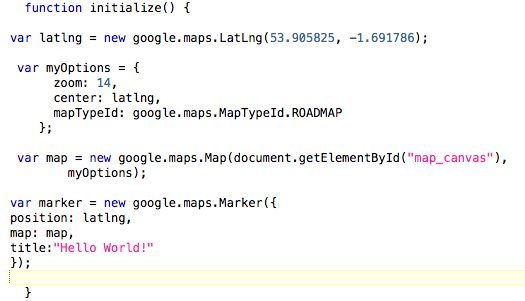 function initialize() {
var latlng = new google.maps.LatLng(53.905825, -1.691786);
var myOptions = {
zoom: 14,
center: latlng,
mapTypeId: google.maps.MapTypeId.ROADMAP
};
var map = new google.maps.Map(document.getElementById("map_canvas"),
myOptions);
var marker = new google.maps.Marker({
position: latlng,
map: map,
title:"Hello World!"
});
}